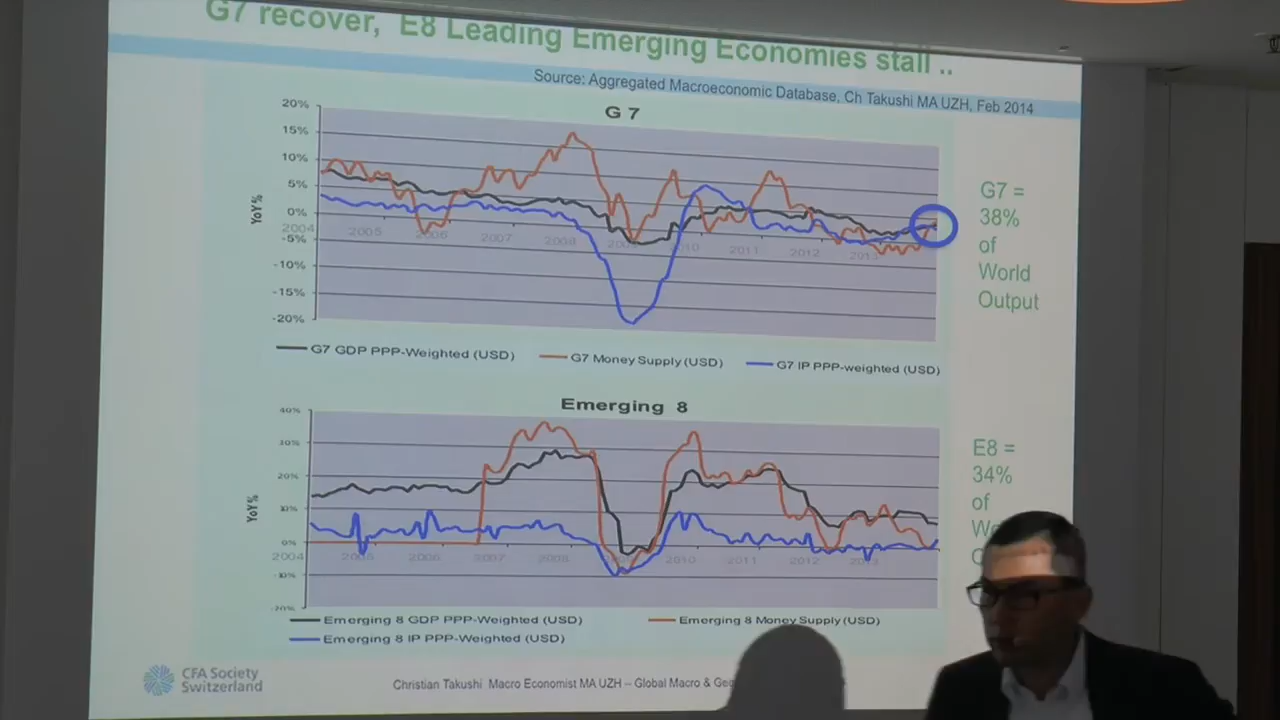 G7 recover, E8 Leading Emerging Economies stall ..
Source: Aggregated Macroeconomic Database, Ch Takushi MA UZH, Feb 2014
G 7
20%
15%
10%
5%
0%
-5%
-10%
-15%
-20%
YoY%
2004 2005 2006 2007 2008 2010 2011 2012 2013
G7 GDP PPP-Weighted (USD) G7 Money Supply (USD) G7 IP PPP-weighted (USD)
G7 =
38%
of
World
Output
Emerging 8
40%
30%
20%
10%
0%
-10%
-20%
YoY%
2004 2005 2006 2007 2008 2010 2011 2012 2013
Emerging 8 GDP PPP-Weighted (USD) Emerging 8 Money Supply (USD)
Emerging 8 IP PPP-Weighted (USD)
E8 =
34%
of
CFA Society
Switzerland
Christian Takushi Macro Economist MA UZH – Global Macro &